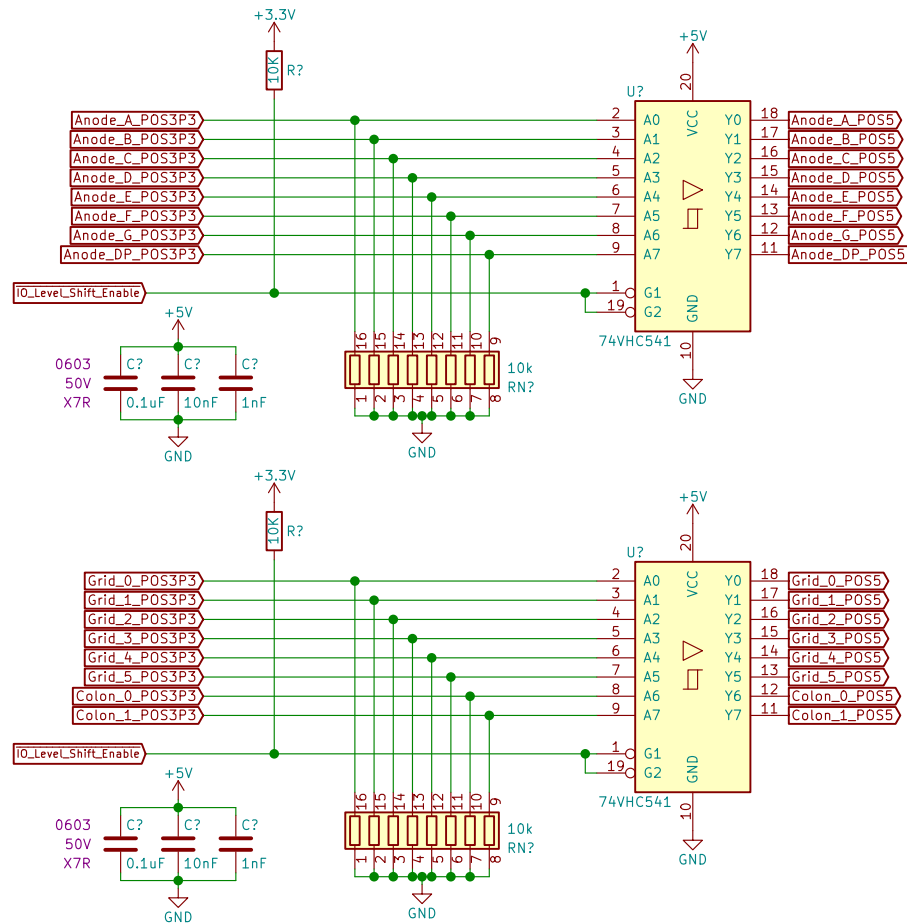 +3.3V
10K
R?
+5V
20
U?
VCC
Anode_A_POS3P3 2 A0 Y0 18 Anode_A_POS5
Anode_B_POS3P3 3 A1 Y1 17 Anode_B_POS5
Anode_C_POS3P3 4 A2 Y2 16 Anode_C_POS5
Anode_D_POS3P3 5 A3 Y3 15 Anode_D_POS5
Anode_E_POS3P3 6 A4 Y4 14 Anode_E_POS5
Anode_F_POS3P3 7 A5 Y5 13 Anode_F_POS5
Anode_G_POS3P3 8 A6 Y6 12 Anode_G_POS5
Anode_DP_POS3P3 9 A7 Y7 11 Anode_DP_POS5
IO_Level_Shift_Enable 1 G1
19 G2
GND
10
74VHC541
GND
+5V
0603 C? C? C?
50V
X7R 0.1uF 10nF 1nF
GND
16 15 14 13 12 11 10 9
10k
RN?
1 2 3 4 5 6 7 8
GND
+3.3V
10K
R?
+5V
20
U?
VCC
Grid_0_POS3P3 2 A0 Y0 18 Grid_0_POS5
Grid_1_POS3P3 3 A1 Y1 17 Grid_1_POS5
Grid_2_POS3P3 4 A2 Y2 16 Grid_2_POS5
Grid_3_POS3P3 5 A3 Y3 15 Grid_3_POS5
Grid_4_POS3P3 6 A4 Y4 14 Grid_4_POS5
Grid_5_POS3P3 7 A5 Y5 13 Grid_5_POS5
Colon_0_POS3P3 8 A6 Y6 12 Colon_0_POS5
Colon_1_POS3P3 9 A7 Y7 11 Colon_1_POS5
IO_Level_Shift_Enable 1 G1
19 G2
GND
10
74VHC541
GND
+5V
0603 C? C? C?
50V
X7R 0.1uF 10nF 1nF
GND
16 15 14 13 12 11 10 9
10k
RN?
1 2 3 4 5 6 7 8
GND